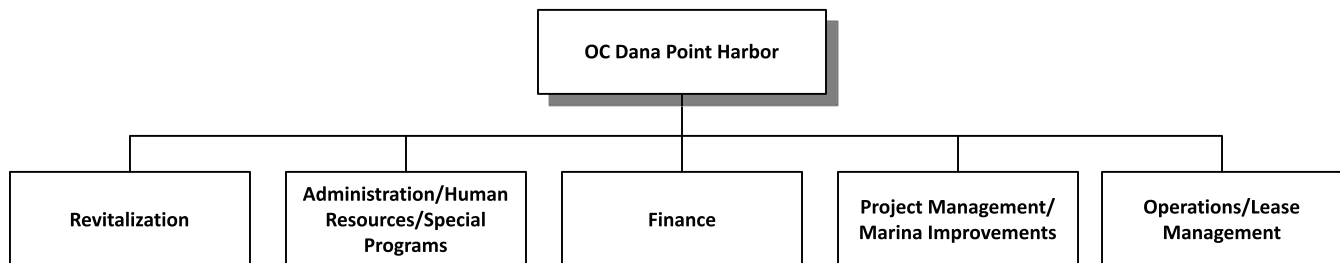 OC Dana Point Harbor
Revitalization
Administration/Human
Resources/Special
Programs
Finance
Project Management/
Marina Improvements
Operations/Lease
Management